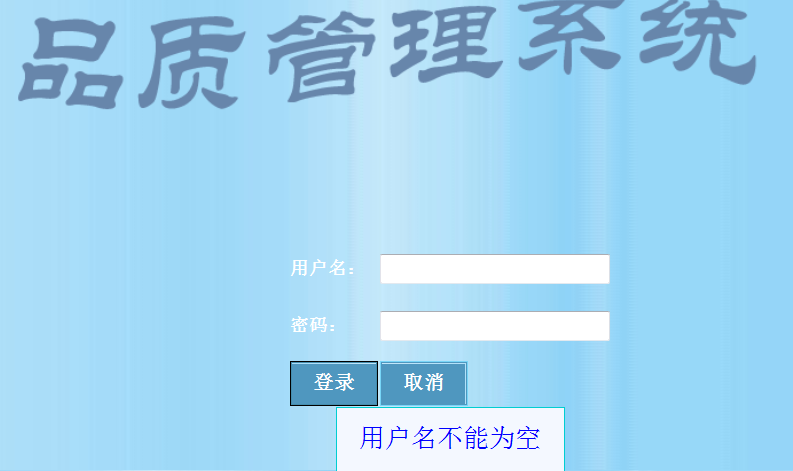 品质管理系统
用户名：
密码：
登录 取消
用户名不能为空